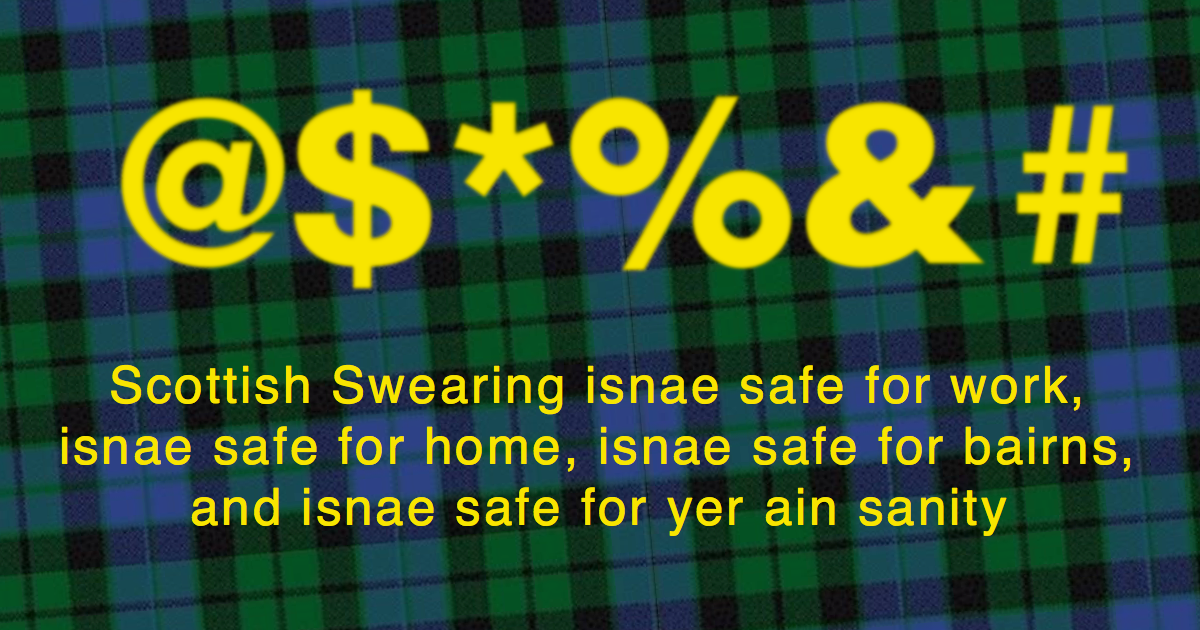 @$*%&#
Scottish Swearing isnae safe for work,
isnae safe for home, isnae safe for bairns,
and isnae safe for yer ain sanity